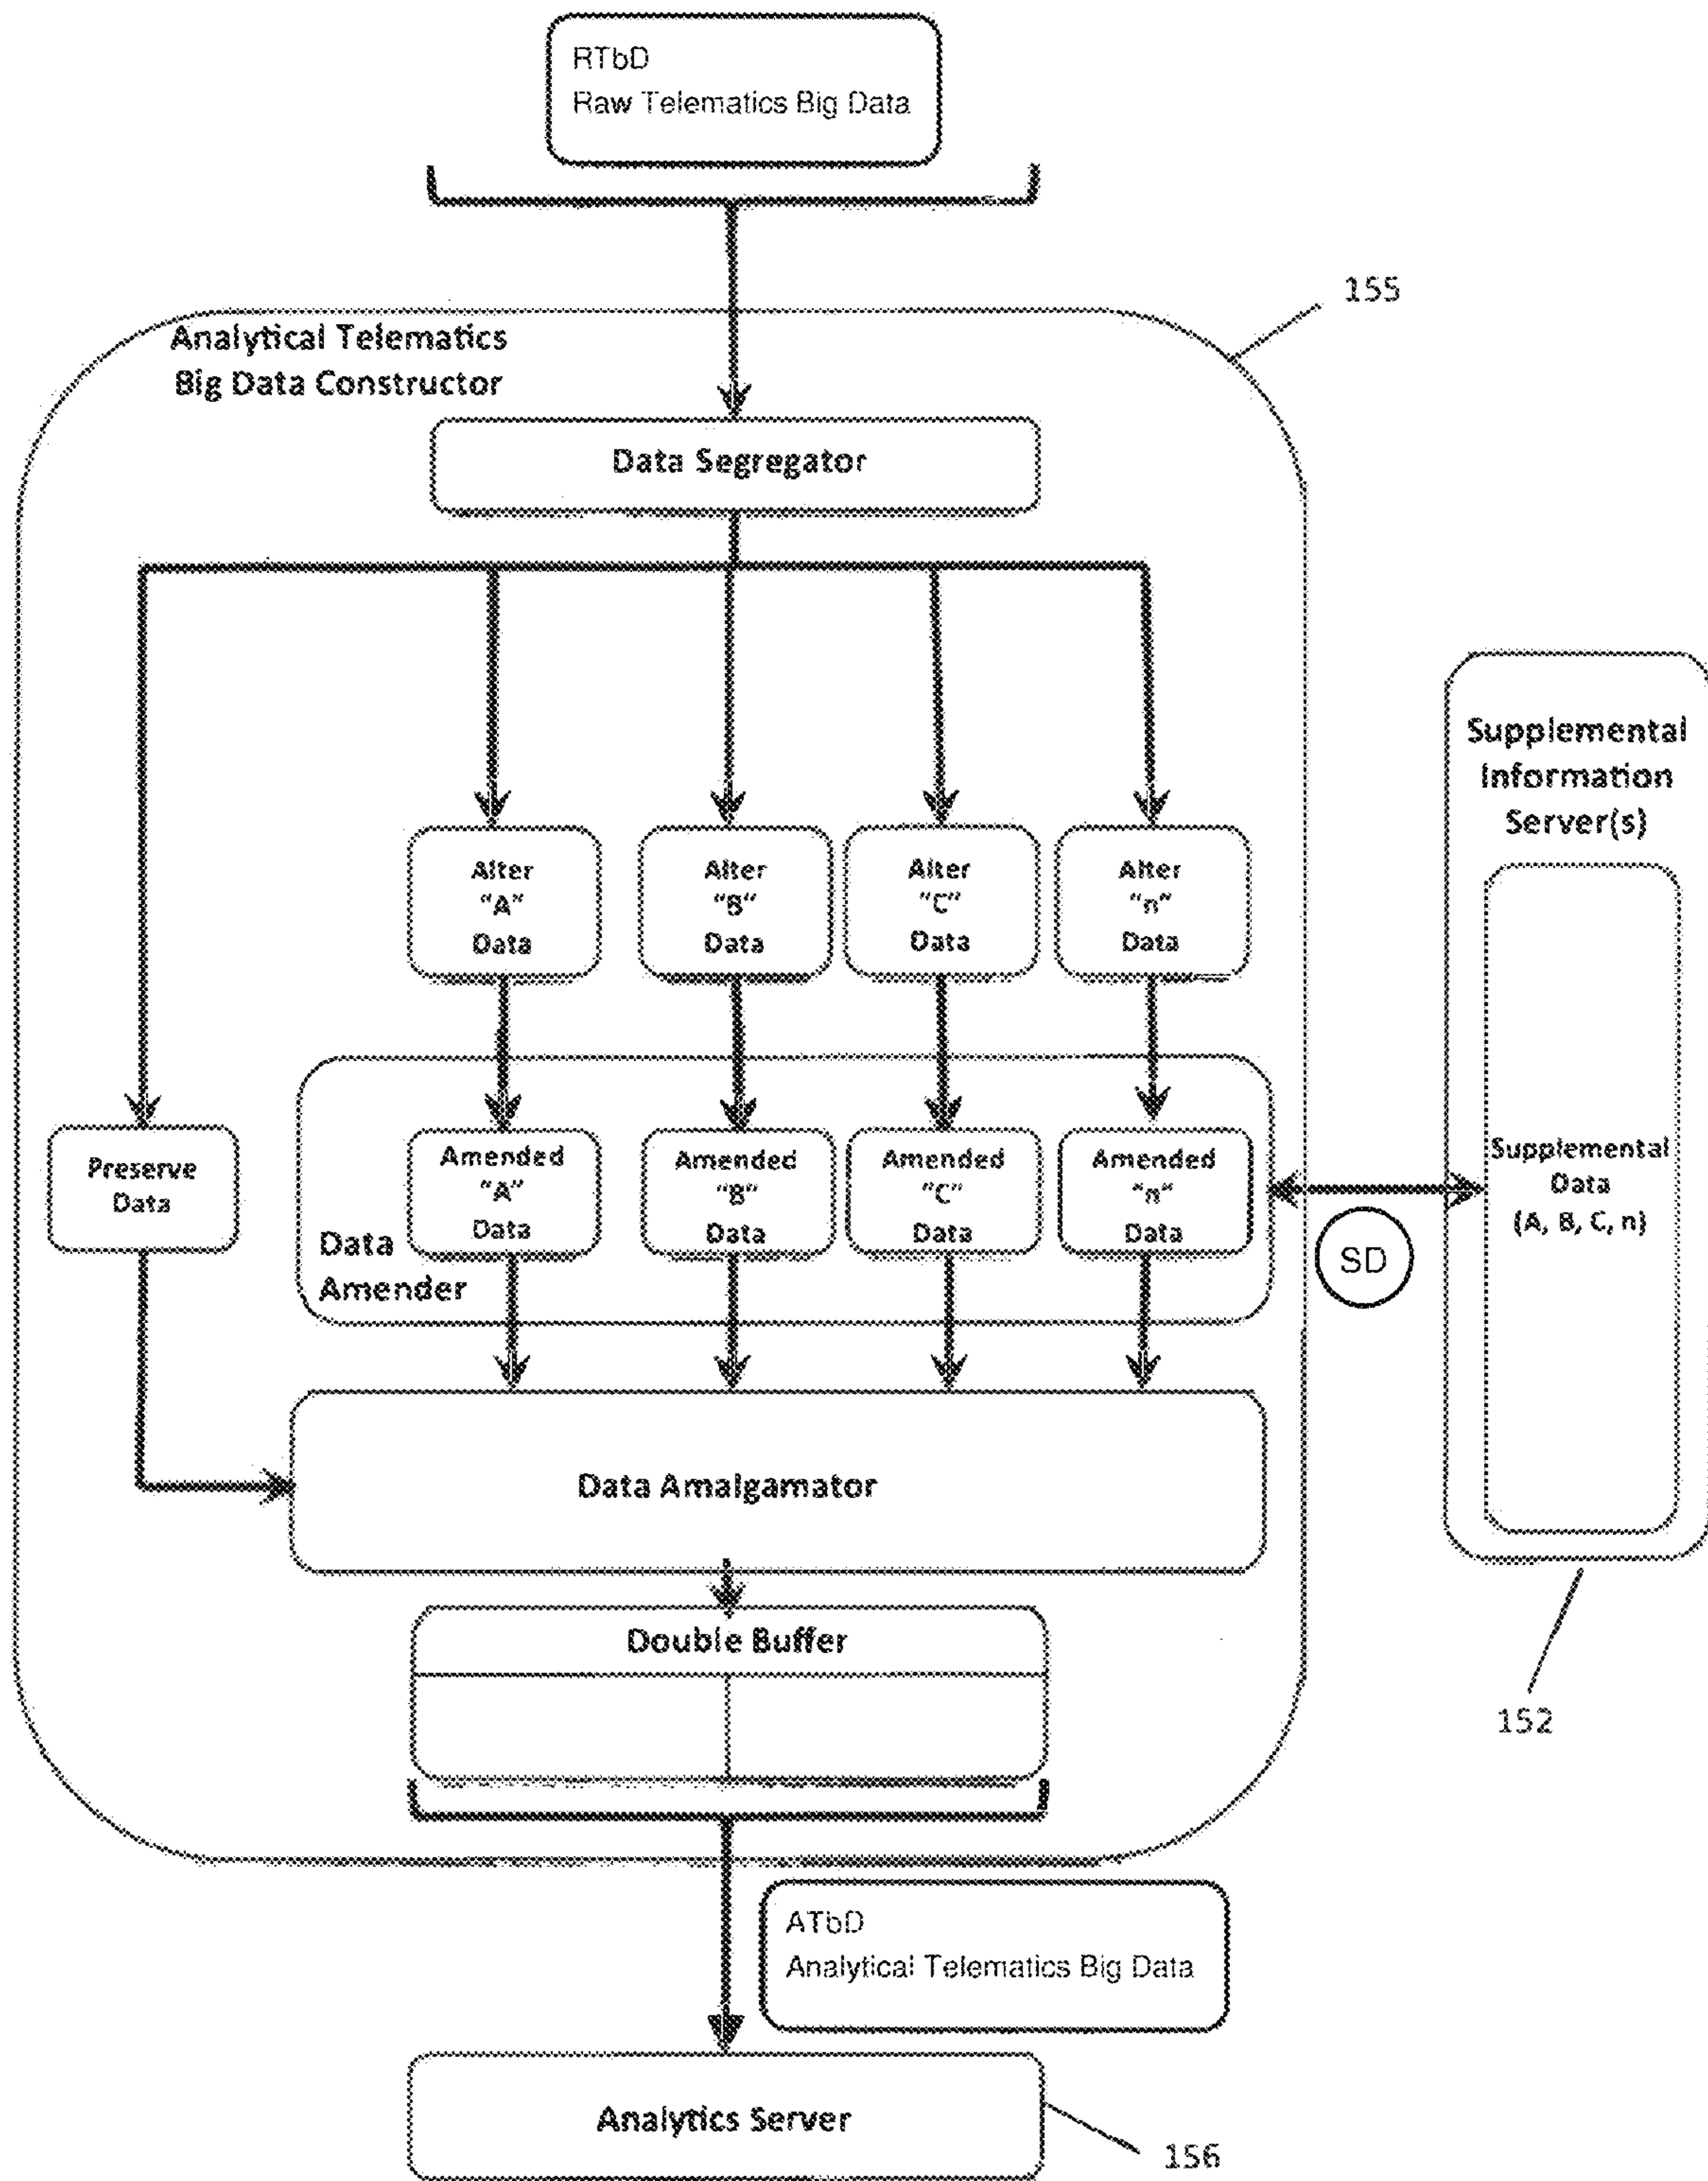 RTbD
Raw Telematics Big Data
155
Analytical Telematics
Big Data Constructor
Data Segregator
Supplemental
Information
Server(s)
Alter
"A"
Data
Alter
"B"
Data
Alter
"C"
Data
Alter
"n"
Data
Preserve
Data
Amended
"A"
Data
Amended
"B"
Data
Amended
"C"
Data
Amended
"n"
Data
Supplemental
Data
(A, B, C, n)
Data
Amender
SD
Data Amalgamator
Double Buffer
152
ATbD
Analytical Telematics Big Data
Analytics Server
156